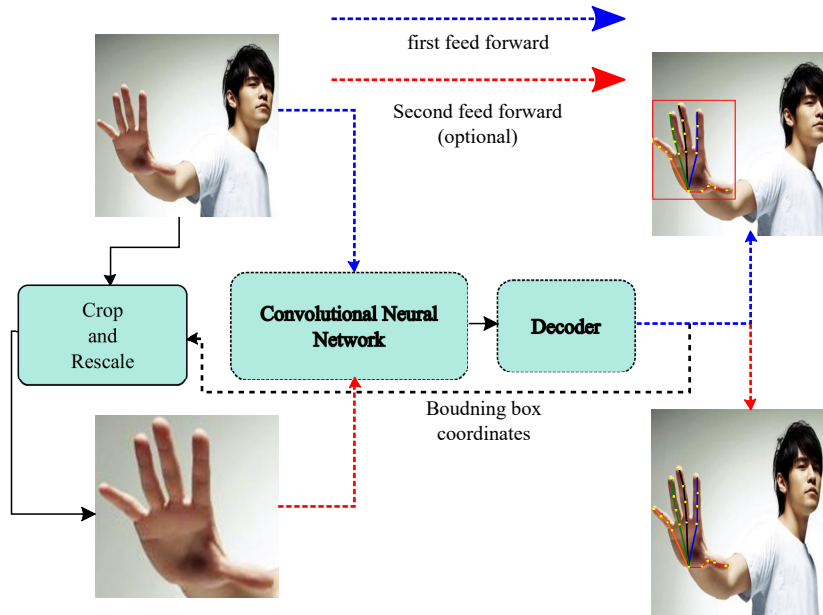 first feed forward
Second feed forward
(optional)
Crop
and
Rescale
Convolutional Neural
Network
Decoder
Boudning box
coordinates